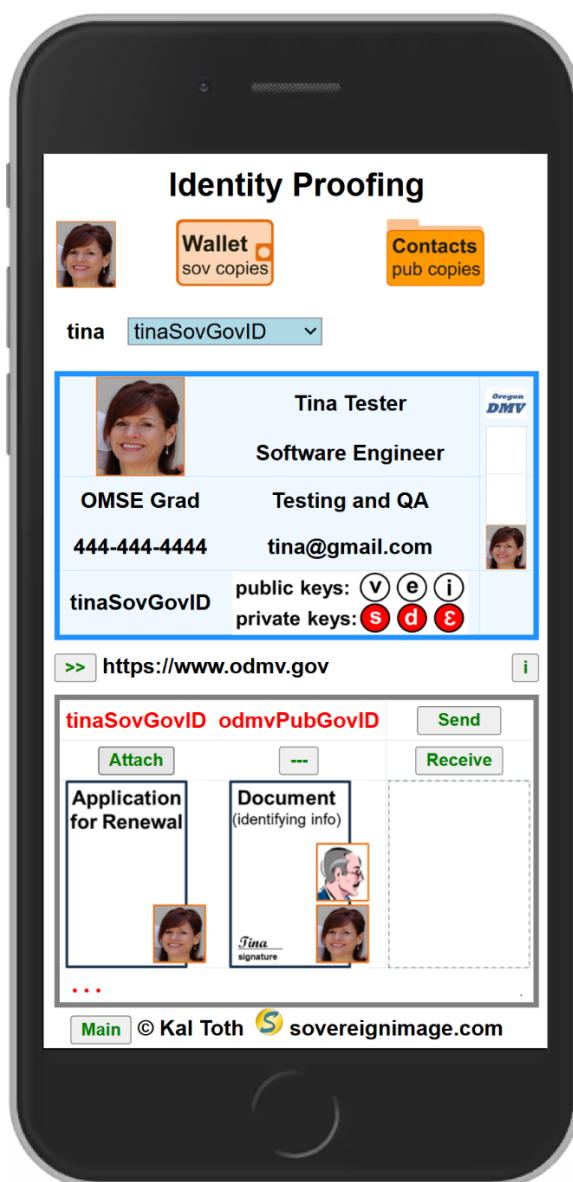 Identity Proofing
Wallet
sov copies
Contacts
pub copies
tina tinaSovGovID
Tina Tester
Oregon
DMV
Software Engineer
OMSE Grad Testing and QA
444-444-4444 tina@gmail.com
tinaSovGovID
public keys: v e i
private keys: s d ε
>> https://www.odmv.gov i
tinaSovGovID odmvPubGovID Send
Attach --- Receive
Application
for Renewal
Document
(identifying info)
Tina
signature
...
Main © Kal Toth S sovereignimage.com